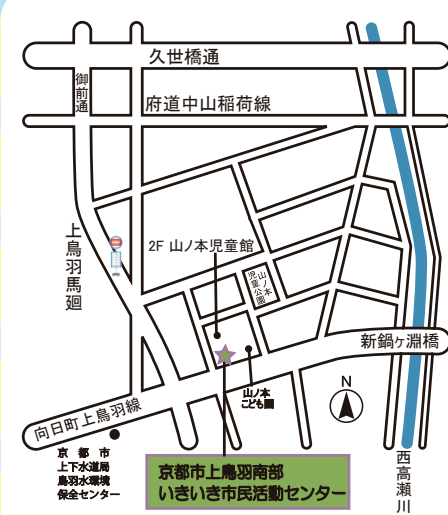 久世橋通
御前通
府道中山稲荷線
上鳥羽馬廻
2F 山ノ本児童館
山ノ本
児童公園
新鍋ヶ淵橋
山ノ本
こども園
N
向日町上鳥羽線
京都市
上下水道局
鳥羽水環境
保全センター
京都市上鳥羽南部
いきいき市民活動センター
西高瀬川